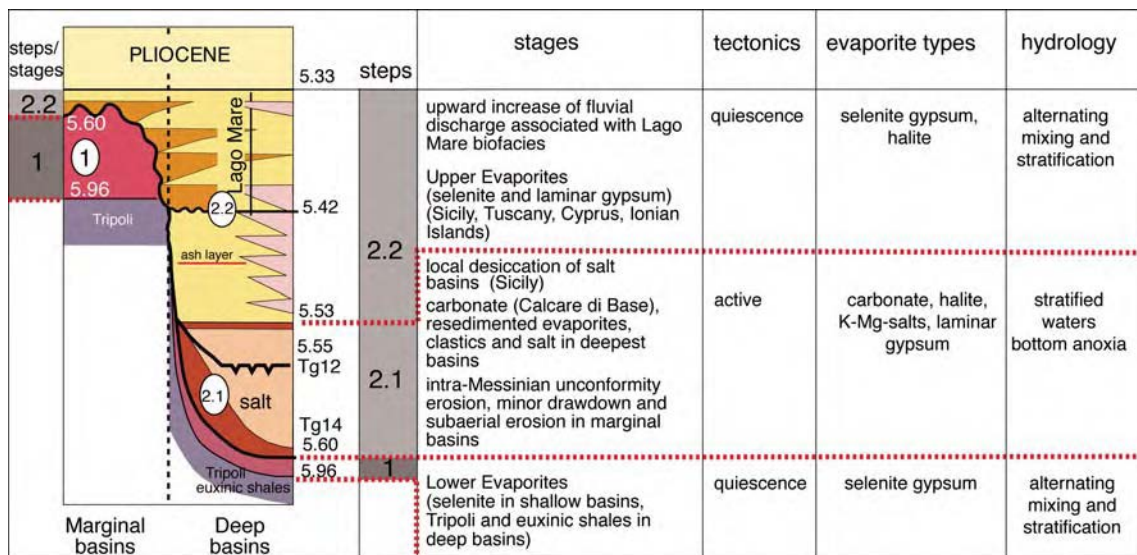 steps/
stages
PLIOCENE
5.33
steps
stages
tectonics
evaporite types
hydrology
2.2
5.60
1
1
5.96
Tripoli
Lago Mare
2.2
5.42
ash layer
5.53
5.55
Tg12
salt
2.1
Tg14
5.60
5.96
Tripoli
euxinic shales
Marginal
basins
Deep
basins
2.2
2.1
1
upward increase of fluvial
discharge associated with Lago
Mare biofacies
Upper Evaporites
(selenite and laminar gypsum)
(Sicily, Tuscany, Cyprus, Ionian
Islands)
quiescence
selenite gypsum,
halite
alternating
mixing and
stratification
local desiccation of salt
basins (Sicily)
carbonate (Calcare di Base),
resedimented evaporites,
clastics and salt in deepest
basins
intra-Messinian unconformity
erosion, minor drawdown and
subaerial erosion in marginal
basins
active
carbonate, halite,
K-Mg-salts, laminar
gypsum
stratified
waters
bottom anoxia
Lower Evaporites
(selenite in shallow basins,
Tripoli and euxinic shales in
deep basins)
quiescence
selenite gypsum
alternating
mixing and
stratification